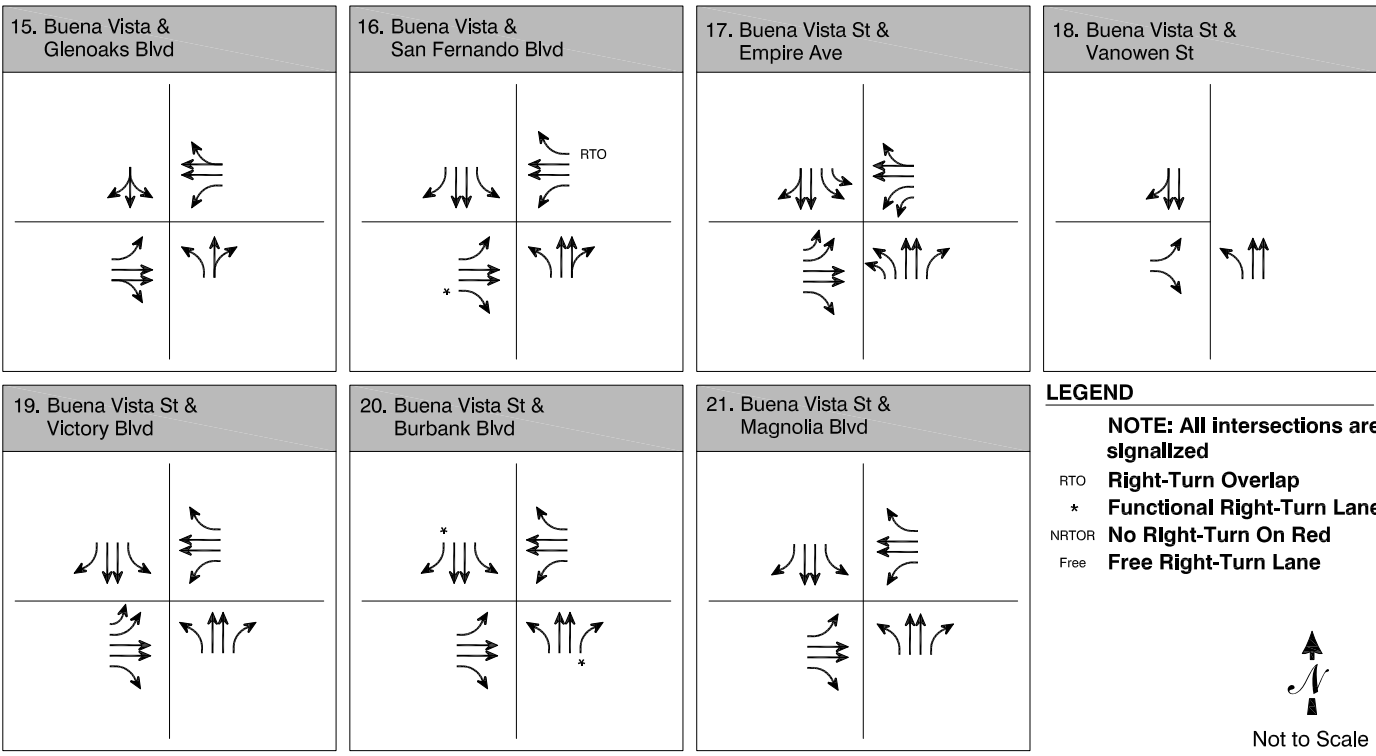 15. Buena Vista &
Glenoaks Blvd
16. Buena Vista &
San Fernando Blvd
17. Buena Vista St &
Empire Ave
18. Buena Vista St &
Vanowen St
RTO
*
19. Buena Vista St &
Victory Blvd
20. Buena Vista St &
Burbank Blvd
21. Buena Vista St &
Magnolia Blvd
*
*
LEGEND
NOTE: All intersections are
signalized
RTO Right-Turn Overlap
* Functional Right-Turn Lane
NRTOR No Right-Turn On Red
Free Free Right-Turn Lane
N
Not to Scale